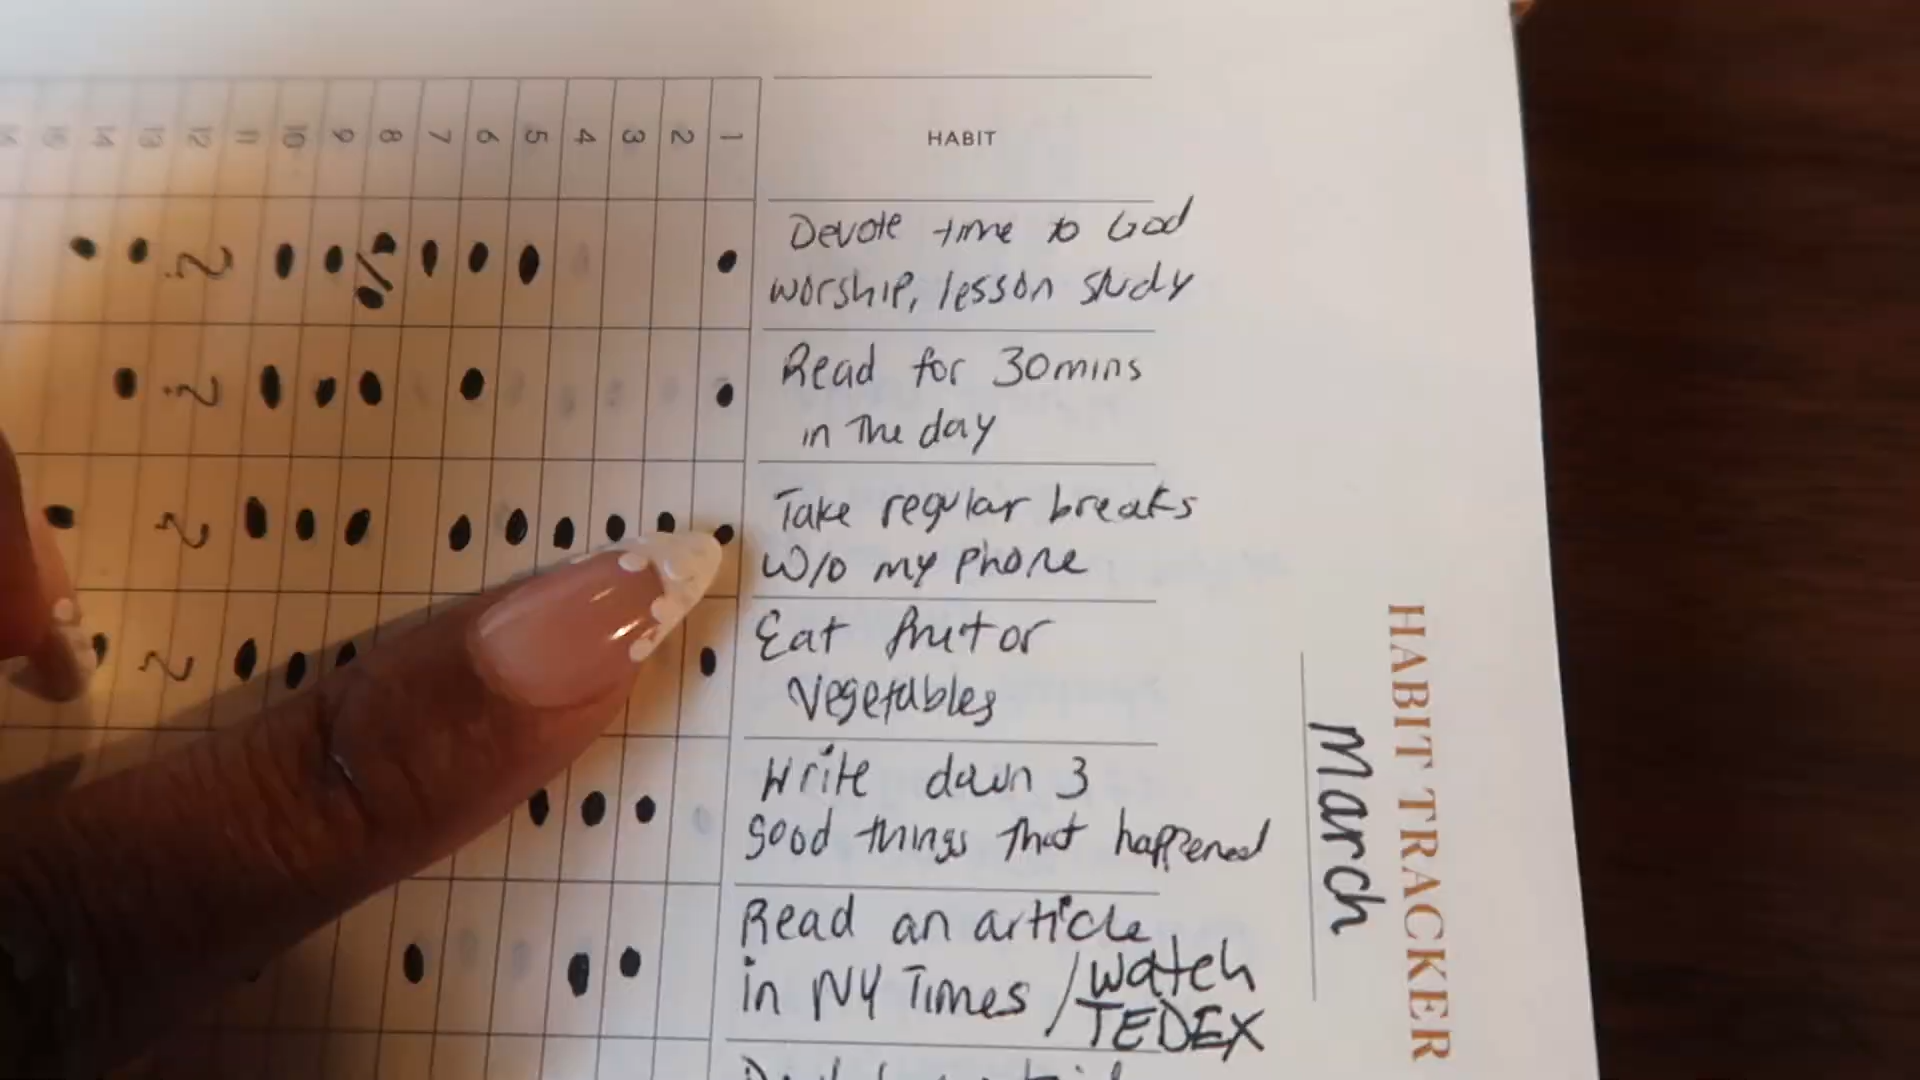 HABIT TRACKER
March
HABIT
1 2 3 4 5 6 7 8 9 10 11 12 13 14 15 16
Devote time to God
worship, lesson study
Read for 30mins
in the day
Take regular breaks
w/o my phone
Eat fruit or
Vegetables
Write down 3
good things that happened
Read an article
in NY Times / watch
TEDEX